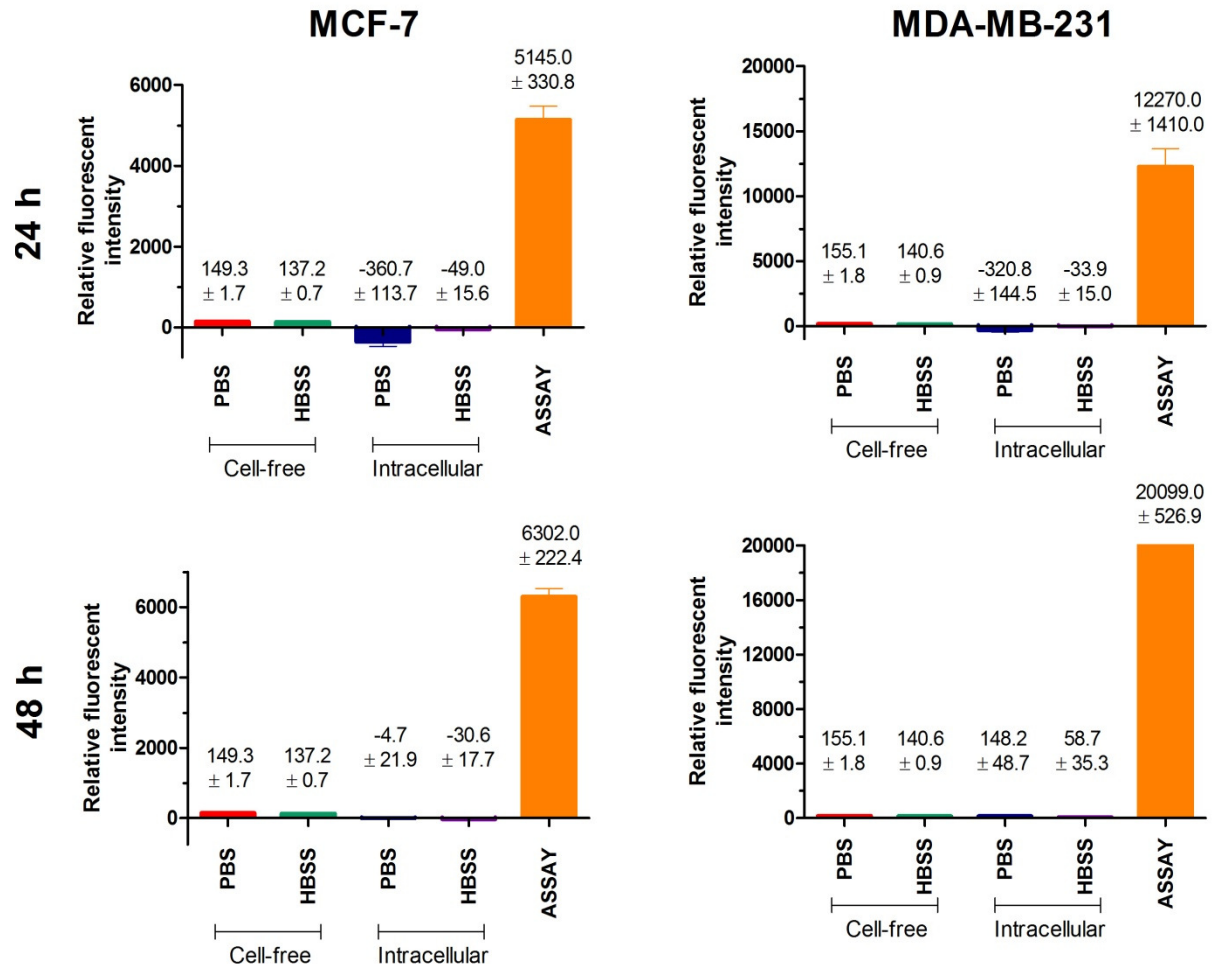 MCF-7
MDA-MB-231
24 h
Relative fluorescent
intensity
6000
4000
2000
0
149.3
± 1.7
137.2
± 0.7
-360.7
± 113.7
-49.0
± 15.6
5145.0
± 330.8
PBS
HBSS
PBS
HBSS
ASSAY
Cell-free
Intracellular
Relative fluorescent
intensity
20000
15000
10000
5000
0
155.1
± 1.8
140.6
± 0.9
-320.8
± 144.5
-33.9
± 15.0
12270.0
± 1410.0
PBS
HBSS
PBS
HBSS
ASSAY
Cell-free
Intracellular
48 h
Relative fluorescent
intensity
6000
4000
2000
0
149.3
± 1.7
137.2
± 0.7
-4.7
± 21.9
-30.6
± 17.7
6302.0
± 222.4
PBS
HBSS
PBS
HBSS
ASSAY
Cell-free
Intracellular
Relative fluorescent
intensity
20000
16000
12000
8000
4000
0
155.1
± 1.8
140.6
± 0.9
148.2
± 48.7
58.7
± 35.3
20099.0
± 526.9
PBS
HBSS
PBS
HBSS
ASSAY
Cell-free
Intracellular